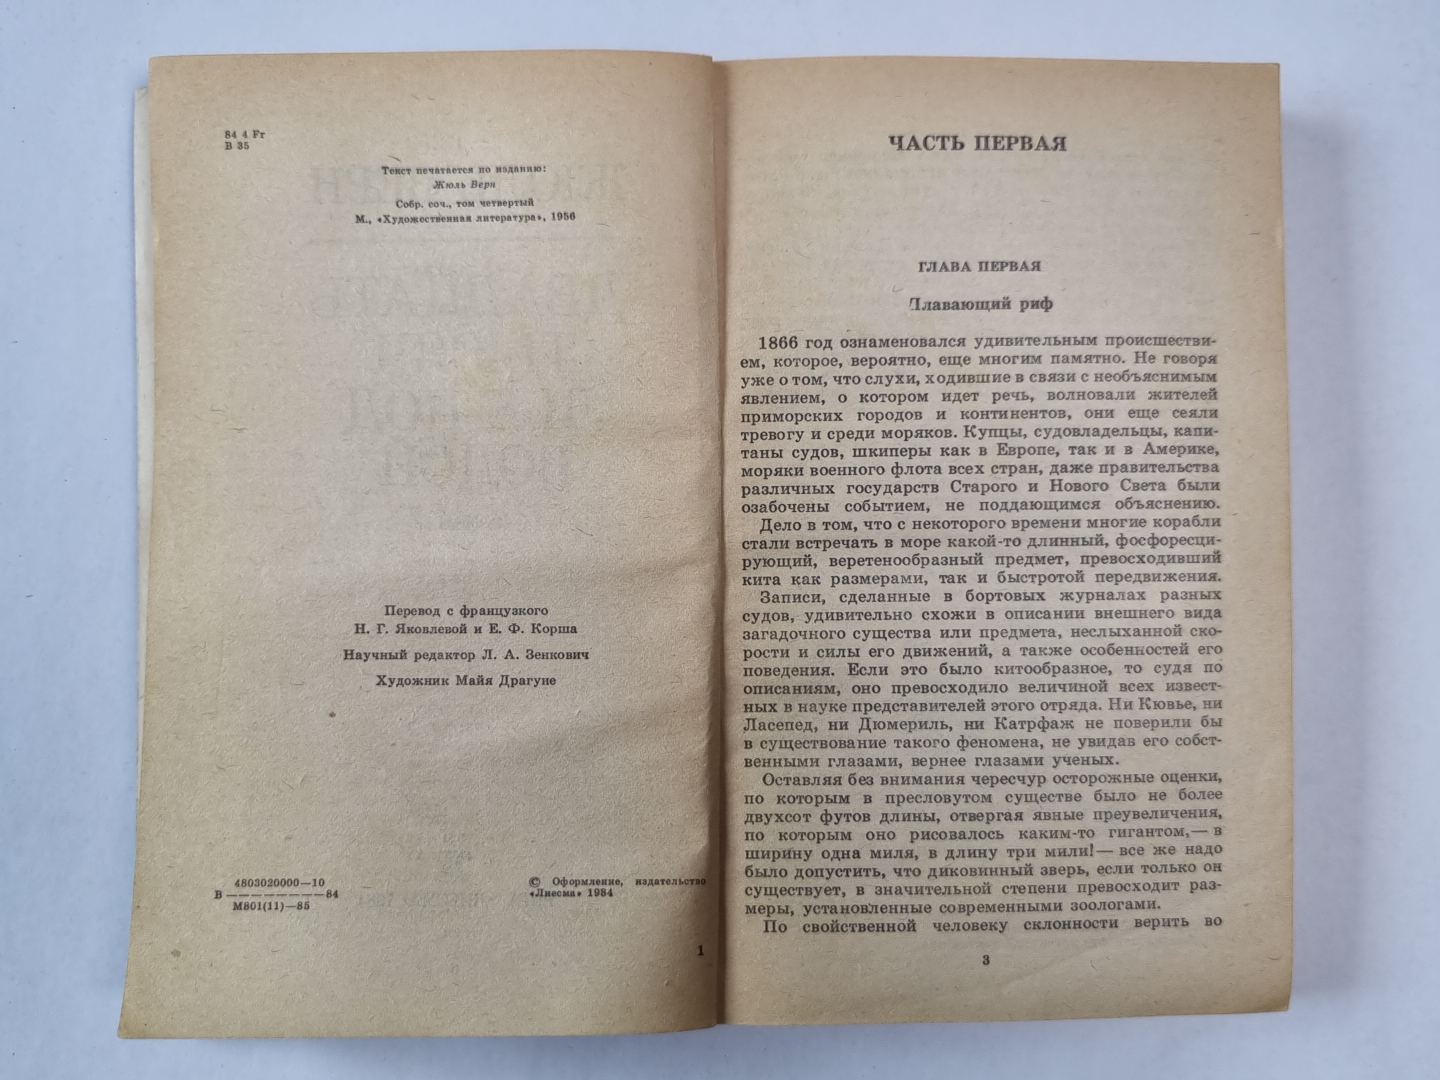 84 4 Fr
В 35
Текст печатается по изданию:
Жюль Верн
Собр. соч., том четвертый
М., «Художественная литература», 1956
Перевод с французкого
Н. Г. Яковлевой и Е. Ф. Корша
Научный редактор Л. А. Зенкович
Художник Майя Драгуне
4803020000—10
В ————————— 84
М801(11)—85
© Оформление, издательство
«Лиесма» 1984
1
ЧАСТЬ ПЕРВАЯ
ГЛАВА ПЕРВАЯ
Плавающий риф
1866 год ознаменовался удивительным происшестви-
ем, которое, вероятно, еще многим памятно. Не говоря
уже о том, что слухи, ходившие в связи с необъяснимым
явлением, о котором идет речь, волновали жителей
приморских городов и континентов, они еще сеяли
тревогу и среди моряков. Купцы, судовладельцы, капи-
таны судов, шкиперы как в Европе, так и в Америке,
моряки военного флота всех стран, даже правительства
различных государств Старого и Нового Света были
озабочены событием, не поддающимся объяснению.
Дело в том, что с некоторого времени многие корабли
стали встречать в море какой-то длинный, фосфоресци-
рующий, веретенообразный предмет, превосходивший
кита как размерами, так и быстротой передвижения.
Записи, сделанные в бортовых журналах разных
судов, удивительно схожи в описании внешнего вида
загадочного существа или предмета, неслыханной ско-
рости и силы его движений, а также особенностей его
поведения. Если это было китообразное, то судя по
описаниям, оно превосходило величиной всех извест-
ных в науке представителей этого отряда. Ни Кювье, ни
Ласепед, ни Дюмериль, ни Катрфаж не поверили бы
в существование такого феномена, не увидав его собст-
венными глазами, вернее глазами ученых.
Оставляя без внимания чересчур осторожные оценки,
по которым в пресловутом существе было не более
двухсот футов длины, отвергая явные преувеличения,
по которым оно рисовалось каким-то гигантом,— в
ширину одна миля, в длину три мили!— все же надо
было допустить, что диковинный зверь, если только он
существует, в значительной степени превосходит раз-
меры, установленные современными зоологами.
По свойственной человеку склонности верить во
3